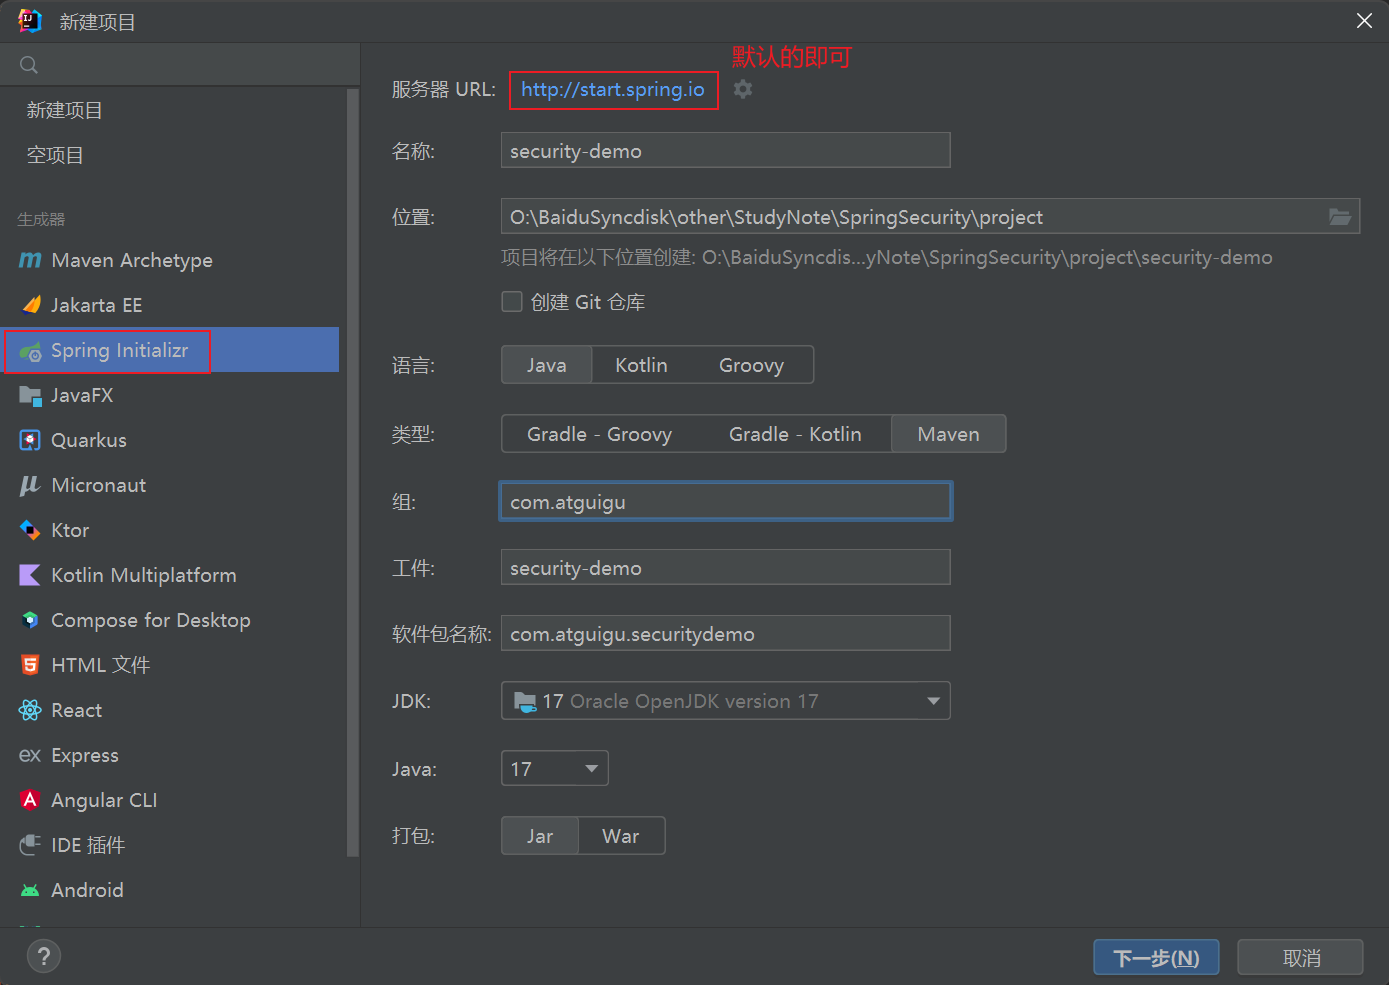 新建项目
新建项目
空项目
生成器
Maven Archetype
Jakarta EE
Spring Initializr
JavaFX
Quarkus
Micronaut
Ktor
Kotlin Multiplatform
Compose for Desktop
HTML 文件
React
Express
Angular CLI
IDE 插件
Android
默认的即可
服务器 URL: http://start.spring.io
名称: security-demo
位置: O:\BaiduSyncdisk\other\StudyNote\SpringSecurity\project
项目将在以下位置创建: O:\BaiduSyncdis...yNote\SpringSecurity\project\security-demo
创建 Git 仓库
语言: Java Kotlin Groovy
类型: Gradle - Groovy Gradle - Kotlin Maven
组: com.atguigu
工件: security-demo
软件包名称: com.atguigu.securitydemo
JDK: 17 Oracle OpenJDK version 17
Java: 17
打包: Jar War
? 下一步(N) 取消